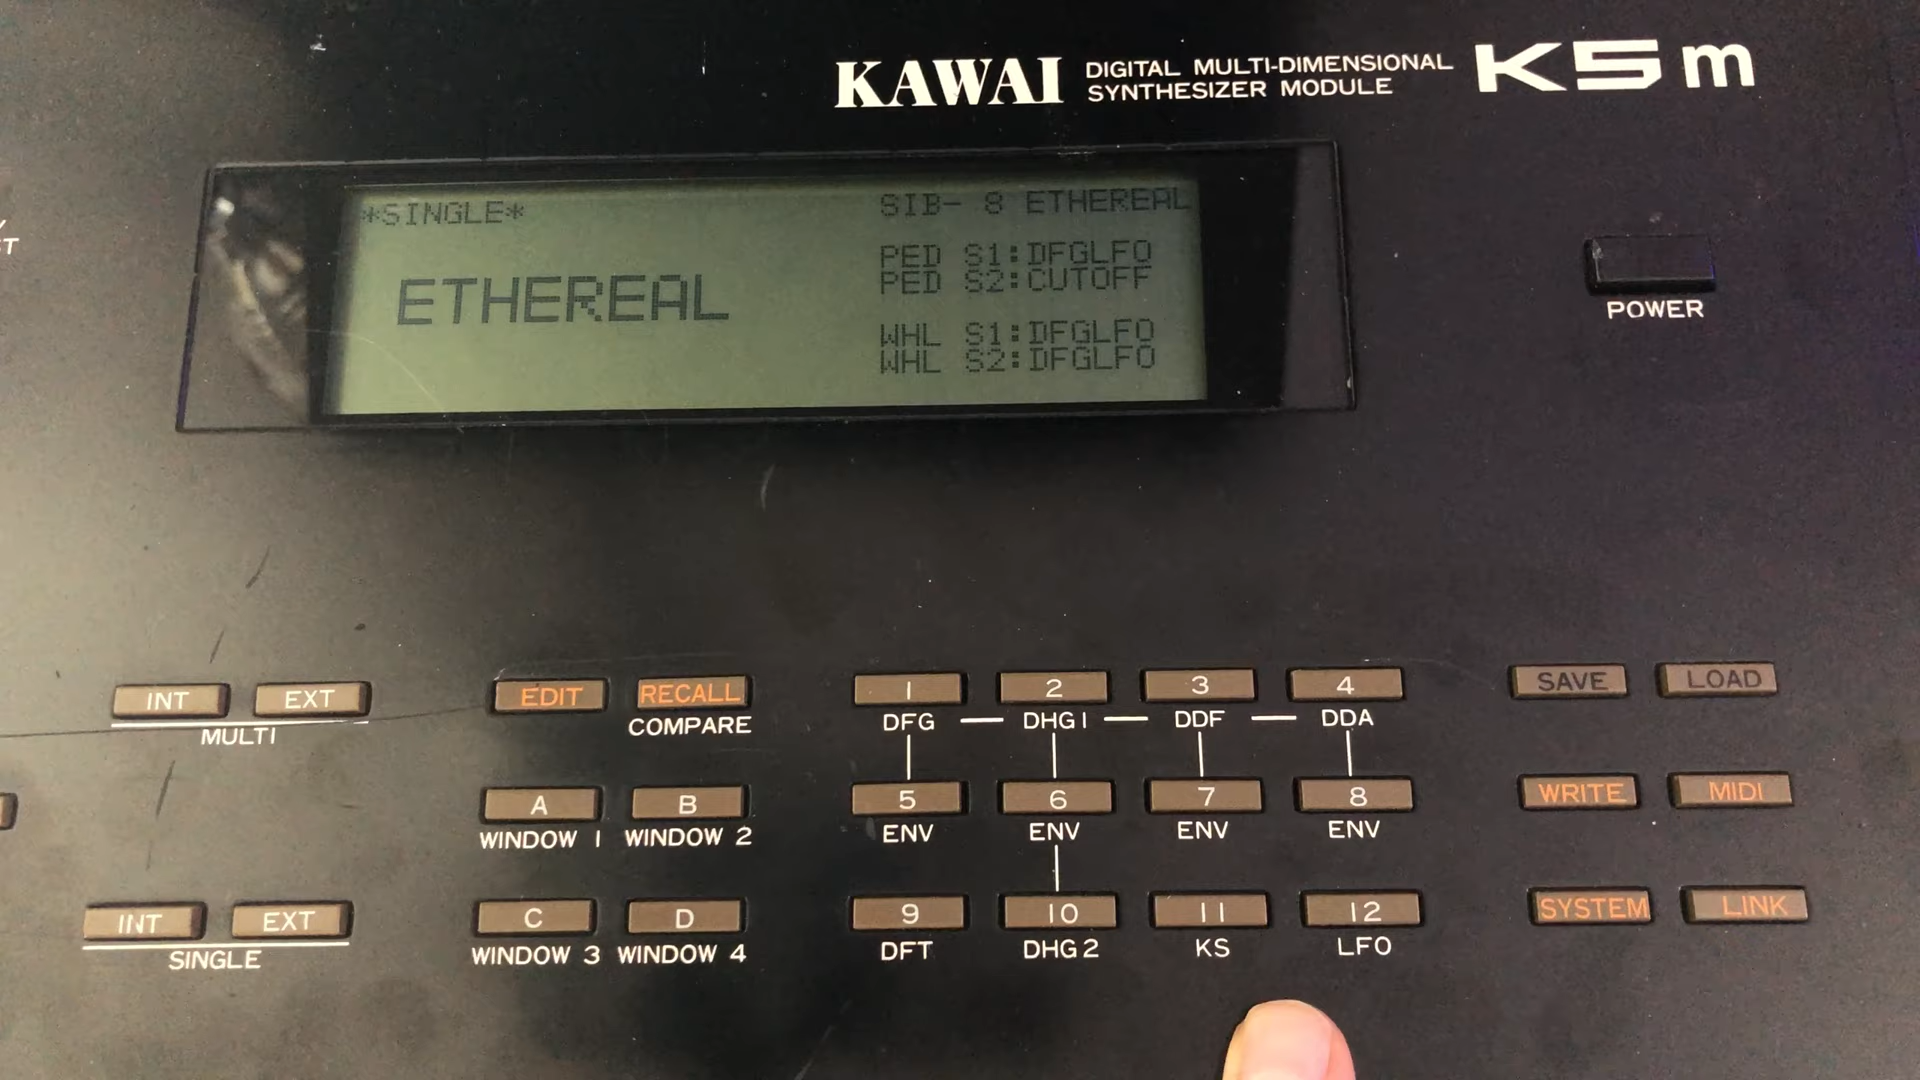 KAWAI DIGITAL MULTI-DIMENSIONAL SYNTHESIZER MODULE K5m
*SINGLE* SIB- 8 ETHEREAL
PED S1:DFGLFO
PED S2:CUTOFF
ETHEREAL
WHL S1:DFGLFO
WHL S2:DFGLFO
POWER
INT EXT
MULTI
EDIT RECALL
COMPARE
1 2 3 4
DFG DHG1 DDF DDA
SAVE LOAD
A B
WINDOW 1 WINDOW 2
5 6 7 8
ENV ENV ENV ENV
WRITE MIDI
INT EXT
SINGLE
C D
WINDOW 3 WINDOW 4
9 10 11 12
DFT DHG2 KS LFO
SYSTEM LINK